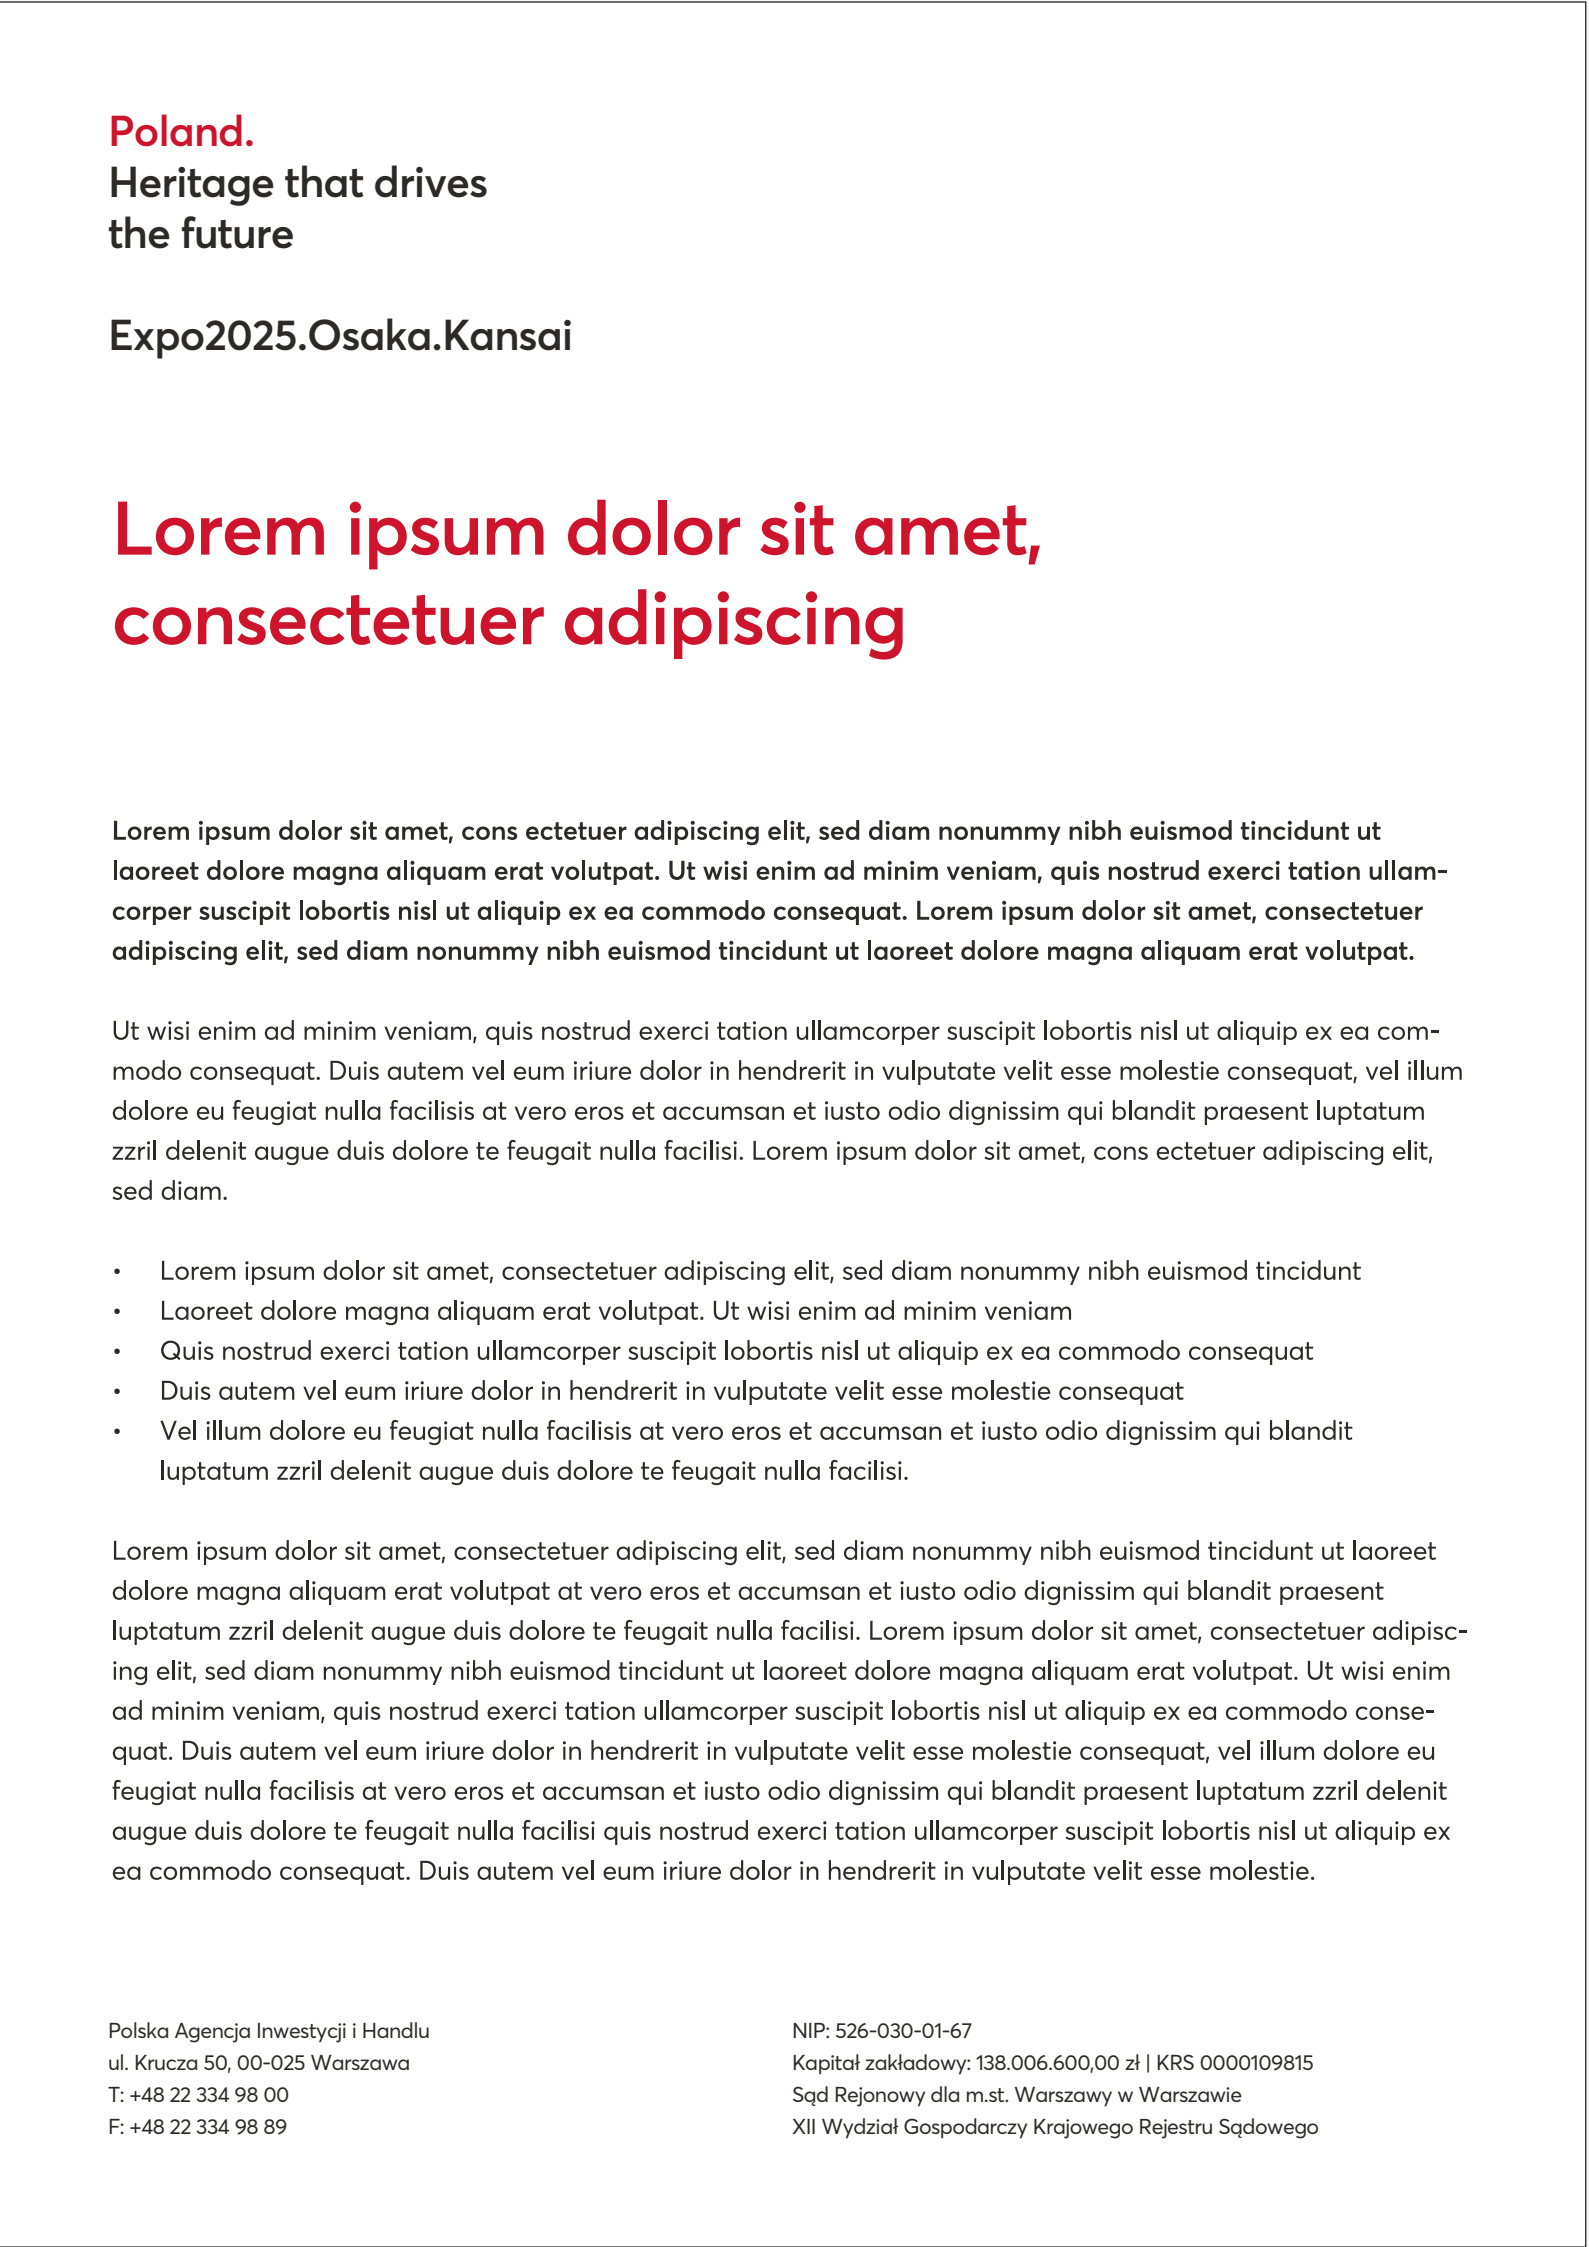 Poland.
Heritage that drives
the future
Expo2025.Osaka.Kansai
Lorem ipsum dolor sit amet,
consectetuer adipiscing
Lorem ipsum dolor sit amet, cons ectetuer adipiscing elit, sed diam nonummy nibh euismod tincidunt ut
laoreet dolore magna aliquam erat volutpat. Ut wisi enim ad minim veniam, quis nostrud exerci tation ullam-
corper suscipit lobortis nisl ut aliquip ex ea commodo consequat. Lorem ipsum dolor sit amet, consectetuer
adipiscing elit, sed diam nonummy nibh euismod tincidunt ut laoreet dolore magna aliquam erat volutpat.
Ut wisi enim ad minim veniam, quis nostrud exerci tation ullamcorper suscipit lobortis nisl ut aliquip ex ea com-
modo consequat. Duis autem vel eum iriure dolor in hendrerit in vulputate velit esse molestie consequat, vel illum
dolore eu feugiat nulla facilisis at vero eros et accumsan et iusto odio dignissim qui blandit praesent luptatum
zzril delenit augue duis dolore te feugait nulla facilisi. Lorem ipsum dolor sit amet, cons ectetuer adipiscing elit,
sed diam.
• Lorem ipsum dolor sit amet, consectetuer adipiscing elit, sed diam nonummy nibh euismod tincidunt
• Laoreet dolore magna aliquam erat volutpat. Ut wisi enim ad minim veniam
• Quis nostrud exerci tation ullamcorper suscipit lobortis nisl ut aliquip ex ea commodo consequat
• Duis autem vel eum iriure dolor in hendrerit in vulputate velit esse molestie consequat
• Vel illum dolore eu feugiat nulla facilisis at vero eros et accumsan et iusto odio dignissim qui blandit
luptatum zzril delenit augue duis dolore te feugait nulla facilisi.
Lorem ipsum dolor sit amet, consectetuer adipiscing elit, sed diam nonummy nibh euismod tincidunt ut laoreet
dolore magna aliquam erat volutpat at vero eros et accumsan et iusto odio dignissim qui blandit praesent
luptatum zzril delenit augue duis dolore te feugait nulla facilisi. Lorem ipsum dolor sit amet, consectetuer adipisc-
ing elit, sed diam nonummy nibh euismod tincidunt ut laoreet dolore magna aliquam erat volutpat. Ut wisi enim
ad minim veniam, quis nostrud exerci tation ullamcorper suscipit lobortis nisl ut aliquip ex ea commodo conse-
quat. Duis autem vel eum iriure dolor in hendrerit in vulputate velit esse molestie consequat, vel illum dolore eu
feugiat nulla facilisis at vero eros et accumsan et iusto odio dignissim qui blandit praesent luptatum zzril delenit
augue duis dolore te feugait nulla facilisi quis nostrud exerci tation ullamcorper suscipit lobortis nisl ut aliquip ex
ea commodo consequat. Duis autem vel eum iriure dolor in hendrerit in vulputate velit esse molestie.
Polska Agencja Inwestycji i Handlu
ul. Krucza 50, 00-025 Warszawa
T: +48 22 334 98 00
F: +48 22 334 98 89
NIP: 526-030-01-67
Kapitał zakładowy: 138.006.600,00 zł | KRS 0000109815
Sąd Rejonowy dla m.st. Warszawy w Warszawie
XII Wydział Gospodarczy Krajowego Rejestru Sądowego